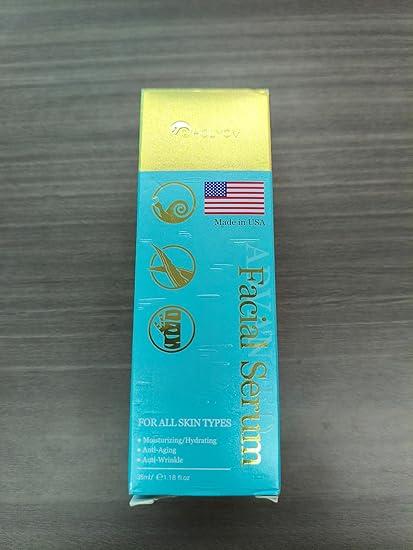 Made in USA
Facial Serum
FOR ALL SKIN TYPES
• Moisturizing/Hydrating
• Anti-Aging
• Anti-Wrinkle
35ml/ ℮1.18 fl.oz